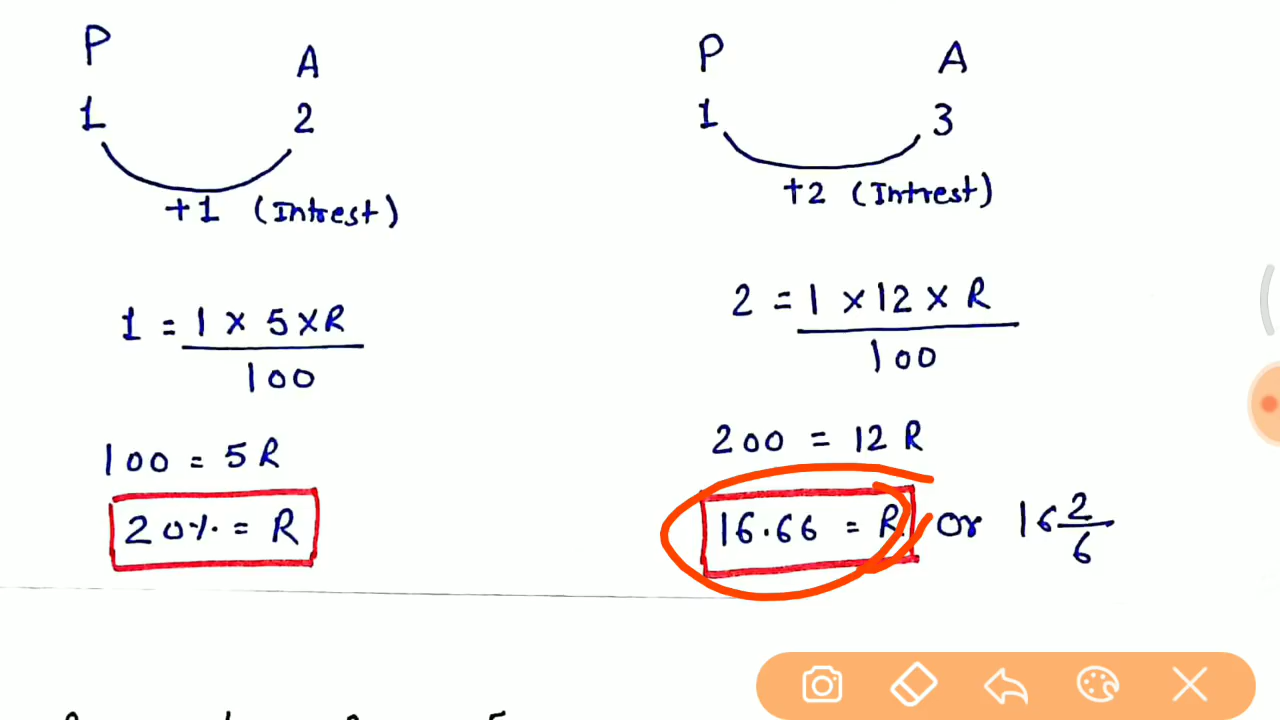 P A
1 2
+1 (Intrest)
1 = 1 × 5 × R / 100
100 = 5R
20% = R
P A
1 3
+2 (Intrest)
2 = 1 × 12 × R / 100
200 = 12 R
16.66 = R or 16 2/6